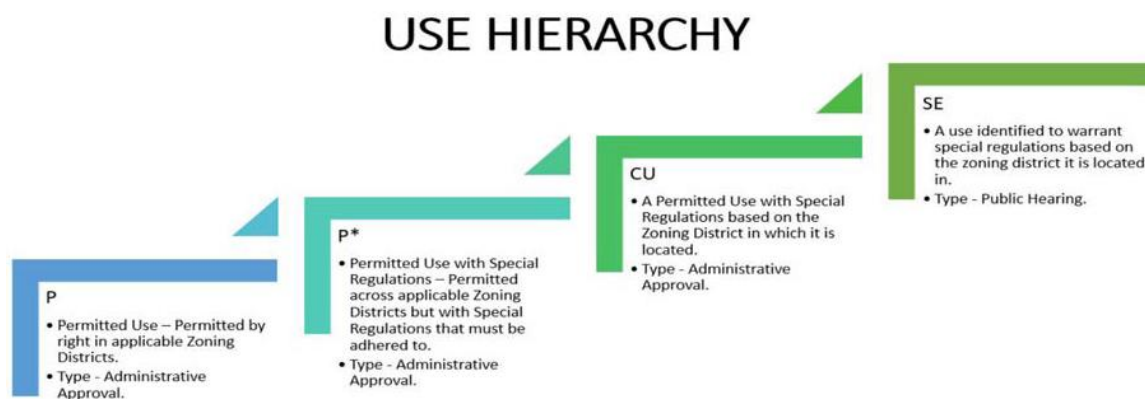 USE HIERARCHY
P
• Permitted Use – Permitted by
right in applicable Zoning
Districts.
• Type - Administrative
Approval.
P*
• Permitted Use with Special
Regulations – Permitted
across applicable Zoning
Districts but with Special
Regulations that must be
adhered to.
• Type - Administrative
Approval.
CU
• A Permitted Use with Special
Regulations based on the
Zoning District in which it is
located.
• Type - Administrative
Approval.
SE
• A use identified to warrant
special regulations based on
the zoning district it is located
in.
• Type - Public Hearing.